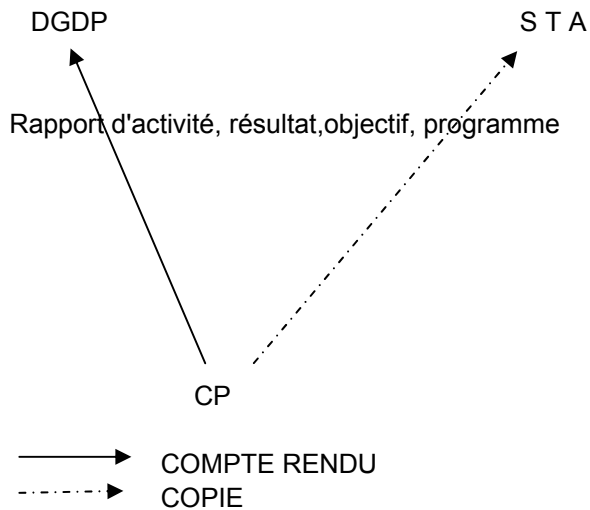 DGDP S T A
Rapport d'activité, résultat,objectif, programme
CP
COMPTE RENDU
COPIE